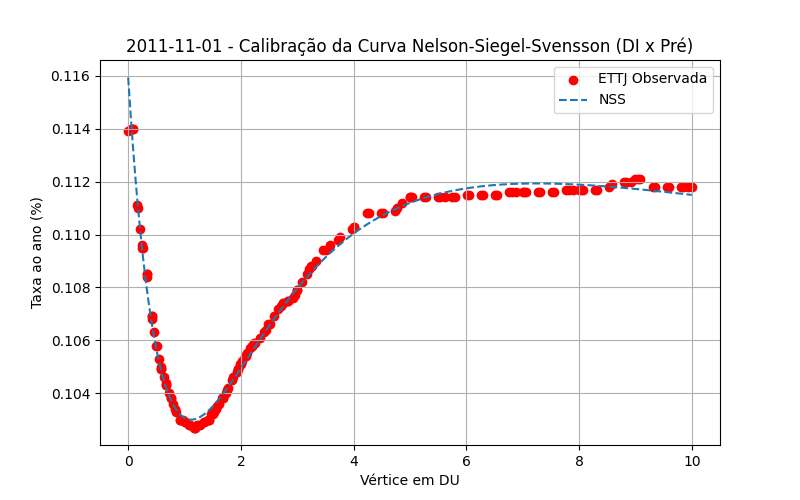 2011-11-01 - Calibração da Curva Nelson-Siegel-Svensson (DI x Pré)
ETTJ Observada
NSS
Taxa ao ano (%)
0.116
0.114
0.112
0.110
0.108
0.106
0.104
0 2 4 6 8 10
Vértice em DU